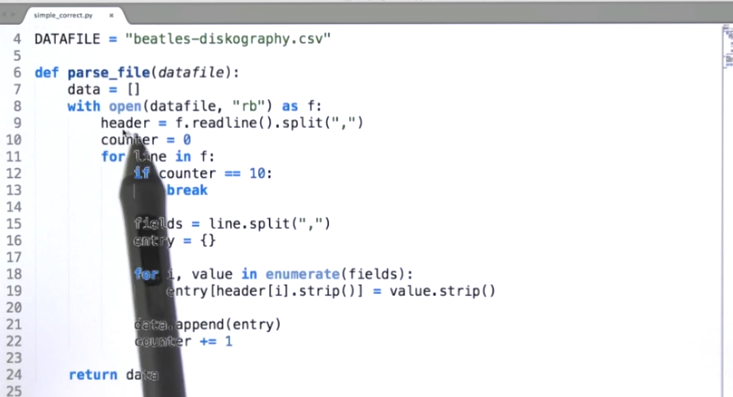 simple_correct.py ×
4 DATAFILE = "beatles-diskography.csv"
5
6 def parse_file(datafile):
7 data = []
8 with open(datafile, "rb") as f:
9 header = f.readline().split(",")
10 counter = 0
11 for line in f:
12 if counter == 10:
13 break
14
15 fields = line.split(",")
16 entry = {}
17
18 for i, value in enumerate(fields):
19 entry[header[i].strip()] = value.strip()
20
21 data.append(entry)
22 counter += 1
23
24 return data
25